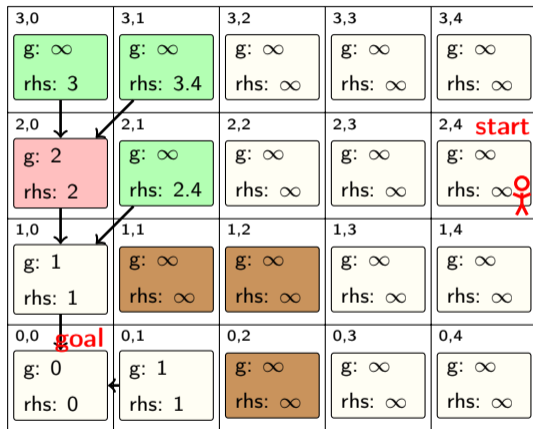 3,0 3,1 3,2 3,3 3,4
g: ∞ g: ∞ g: ∞ g: ∞ g: ∞
rhs: 3 rhs: 3.4 rhs: ∞ rhs: ∞ rhs: ∞
2,0 2,1 2,2 2,3 2,4 start
g: 2 g: ∞ g: ∞ g: ∞ g: ∞
rhs: 2 rhs: 2.4 rhs: ∞ rhs: ∞ rhs: ∞
1,0 1,1 1,2 1,3 1,4
g: 1 g: ∞ g: ∞ g: ∞ g: ∞
rhs: 1 rhs: ∞ rhs: ∞ rhs: ∞ rhs: ∞
0,0 goal 0,1 0,2 0,3 0,4
g: 0 g: 1 g: ∞ g: ∞ g: ∞
rhs: 0 rhs: 1 rhs: ∞ rhs: ∞ rhs: ∞